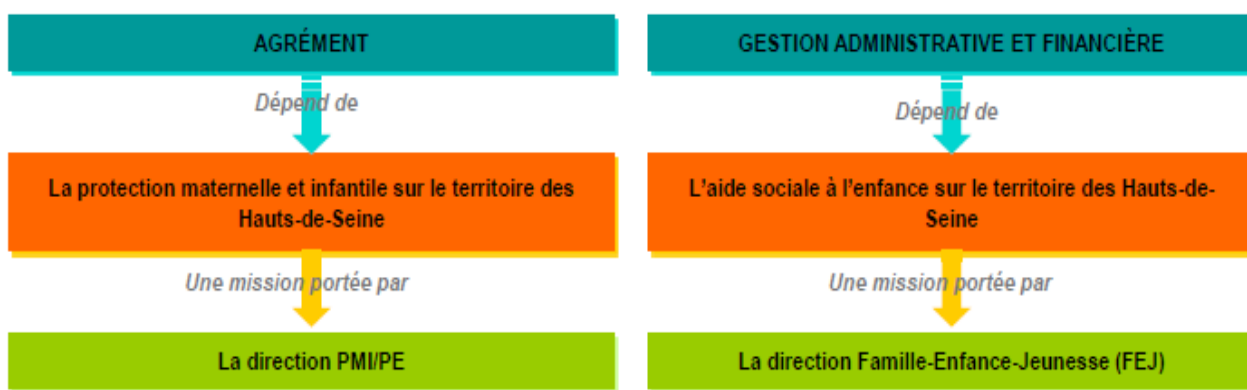 AGRÉMENT
Dépend de
La protection maternelle et infantile sur le territoire des
Hauts-de-Seine
Une mission portée par
La direction PMI/PE
GESTION ADMINISTRATIVE ET FINANCIÈRE
Dépend de
L'aide sociale à l'enfance sur le territoire des Hauts-de-
Seine
Une mission portée par
La direction Famille-Enfance-Jeunesse (FEJ)